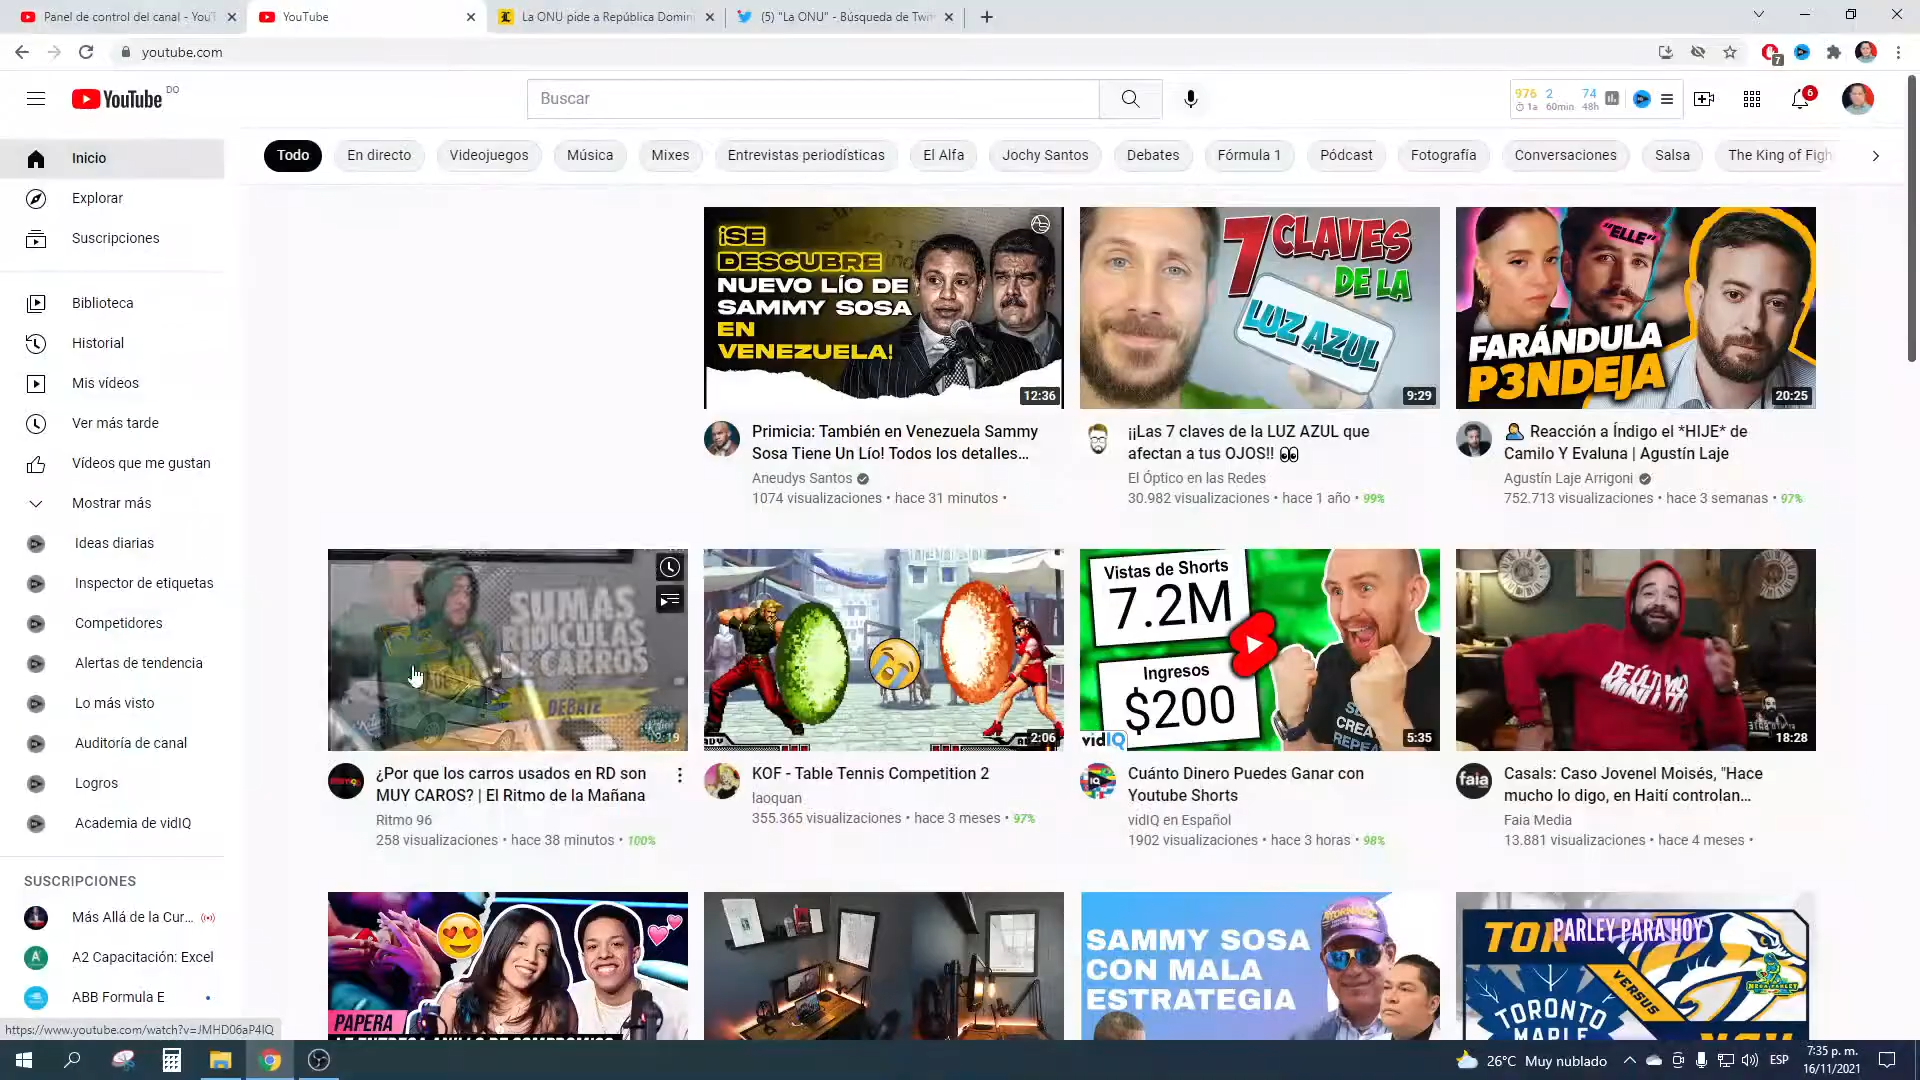 Panel de control del canal - YouT
YouTube
La ONU pide a República Domin
(5) "La ONU" - Búsqueda de Twit
youtube.com
7
YouTube DO
Buscar
976 2 74
1a 60min 48h
6
Todo
En directo
Videojuegos
Música
Mixes
Entrevistas periodísticas
El Alfa
Jochy Santos
Debates
Fórmula 1
Pódcast
Fotografía
Conversaciones
Salsa
The King of Figh
Inicio
Explorar
Suscripciones
Biblioteca
Historial
Mis vídeos
Ver más tarde
Vídeos que me gustan
Mostrar más
Ideas diarias
Inspector de etiquetas
Competidores
Alertas de tendencia
Lo más visto
Auditoría de canal
Logros
Academia de vidIQ
SUSCRIPCIONES
Más Allá de la Cur...
A2 Capacitación: Excel
ABB Formula E
¡SE
DESCUBRE
NUEVO LÍO DE
SAMMY SOSA
EN
VENEZUELA!
12:36
Primicia: También en Venezuela Sammy
Sosa Tiene Un Lío! Todos los detalles...
Aneudys Santos
1074 visualizaciones • hace 31 minutos •
7 CLAVES
DE LA
LUZ AZUL
9:29
¡¡Las 7 claves de la LUZ AZUL que
afectan a tus OJOS!! 👀
El Óptico en las Redes
30.982 visualizaciones • hace 1 año • 99%
"ELLE"
FARÁNDULA
P3NDEJA
20:25
Reacción a Índigo el *HIJE* de
Camilo Y Evaluna | Agustín Laje
Agustín Laje Arrigoni
752.713 visualizaciones • hace 3 semanas • 97%
SUMAS
RIDICULAS
DE CARROS
DEBATE
12:19
¿Por que los carros usados en RD son
MUY CAROS? | El Ritmo de la Mañana
Ritmo 96
258 visualizaciones • hace 38 minutos • 100%
2:06
KOF - Table Tennis Competition 2
laoquan
355.365 visualizaciones • hace 3 meses • 97%
Vistas de Shorts
7.2M
Ingresos
$200
vidIQ
5:35
Cuánto Dinero Puedes Ganar con
Youtube Shorts
vidIQ en Español
1902 visualizaciones • hace 3 horas • 98%
DE ÚLTIMO
MINUTO
18:28
faia
Casals: Caso Jovenel Moisés, "Hace
mucho lo digo, en Haití controlan...
Faia Media
13.881 visualizaciones • hace 4 meses •
PAPERA
SAMMY SOSA
CON MALA
ESTRATEGIA
PARLEY PARA HOY
VERSUS
TORONTO
MAPLE
https://www.youtube.com/watch?v=JMHD06aP4IQ
26°C Muy nublado
ESP
7:35 p. m.
16/11/2021